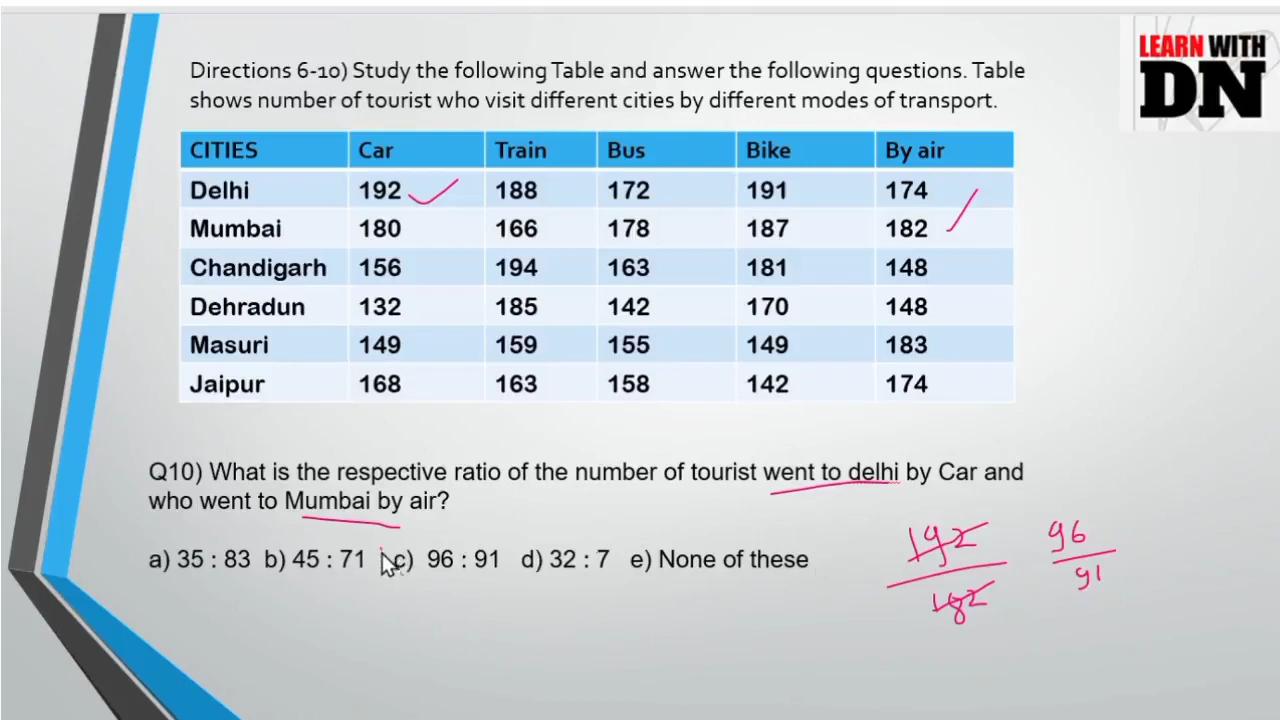 LEARN WITH
DN
Directions 6-10) Study the following Table and answer the following questions. Table
shows number of tourist who visit different cities by different modes of transport.
CITIES Car Train Bus Bike By air
Delhi 192 188 172 191 174
Mumbai 180 166 178 187 182
Chandigarh 156 194 163 181 148
Dehradun 132 185 142 170 148
Masuri 149 159 155 149 183
Jaipur 168 163 158 142 174
Q10) What is the respective ratio of the number of tourist went to delhi by Car and
who went to Mumbai by air?
a) 35 : 83 b) 45 : 71 c) 96 : 91 d) 32 : 7 e) None of these
192 96
182 91